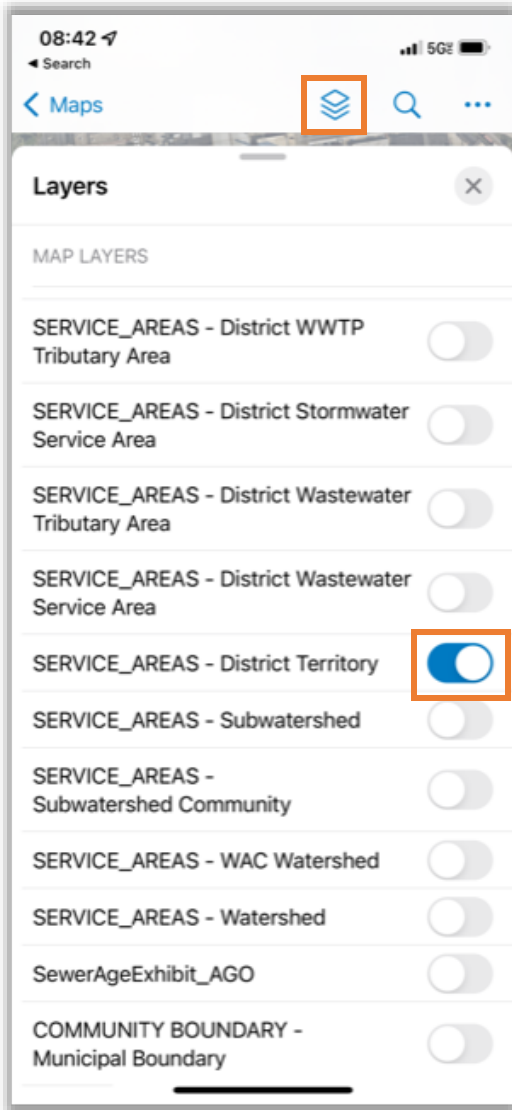 08:42
5G
◀ Search
Maps
Layers
MAP LAYERS
SERVICE_AREAS - District WWTP
Tributary Area
SERVICE_AREAS - District Stormwater
Service Area
SERVICE_AREAS - District Wastewater
Tributary Area
SERVICE_AREAS - District Wastewater
Service Area
SERVICE_AREAS - District Territory
SERVICE_AREAS - Subwatershed
SERVICE_AREAS -
Subwatershed Community
SERVICE_AREAS - WAC Watershed
SERVICE_AREAS - Watershed
SewerAgeExhibit_AGO
COMMUNITY BOUNDARY -
Municipal Boundary